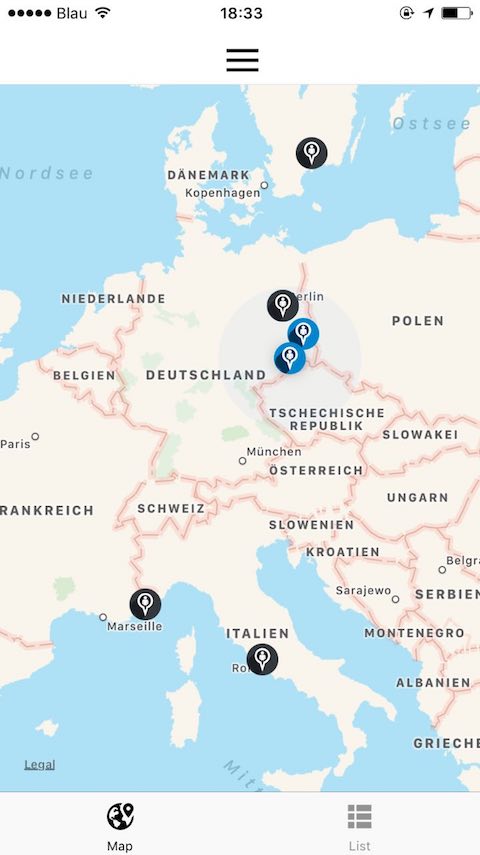 Blau 18:33
Ostsee
Nordsee
DÄNEMARK
Kopenhagen
erlin
NIEDERLANDE
POLEN
BELGIEN
DEUTSCHLAND
TSCHECHISCHE
REPUBLIK
SLOWAKEI
Paris
München
ÖSTERREICH
UNGARN
RANKREICH
SCHWEIZ
SLOWENIEN
KROATIEN
Belgra
Sarajewo
SERBIEN
Marseille
ITALIEN
MONTENEGRO
Ro
ALBANIEN
GRIECHE
Legal
Mitt
Map
List